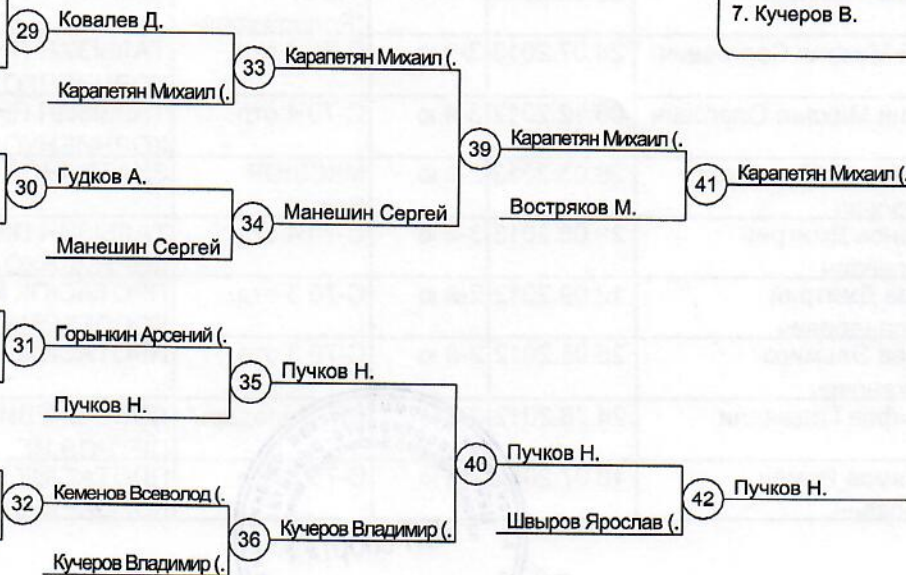 7. Кучеров В.
29 Ковалев Д.
33 Карапетян Михаил (.
Карапетян Михаил (.
39 Карапетян Михаил (.
41 Карапетян Михаил (.
30 Гудков А.
34 Манешин Сергей
Востряков М.
Манешин Сергей
31 Горынкин Арсений (.
35 Пучков Н.
Пучков Н.
40 Пучков Н.
42 Пучков Н.
32 Кеменов Всеволод (.
36 Кучеров Владимир (.
Швыров Ярослав (.
Кучеров Владимир (.